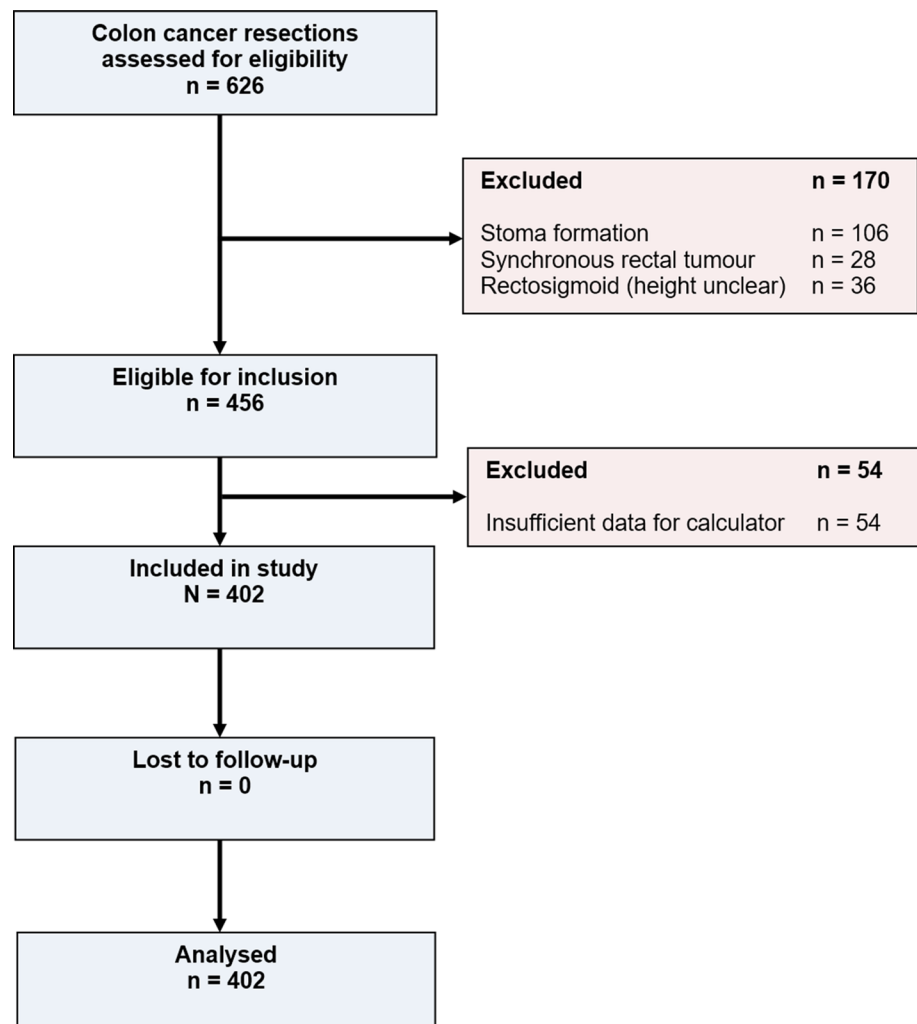 Colon cancer resections
assessed for eligibility
n = 626
Excluded n = 170
Stoma formation n = 106
Synchronous rectal tumour n = 28
Rectosigmoid (height unclear) n = 36
Eligible for inclusion
n = 456
Excluded n = 54
Insufficient data for calculator n = 54
Included in study
N = 402
Lost to follow-up
n = 0
Analysed
n = 402